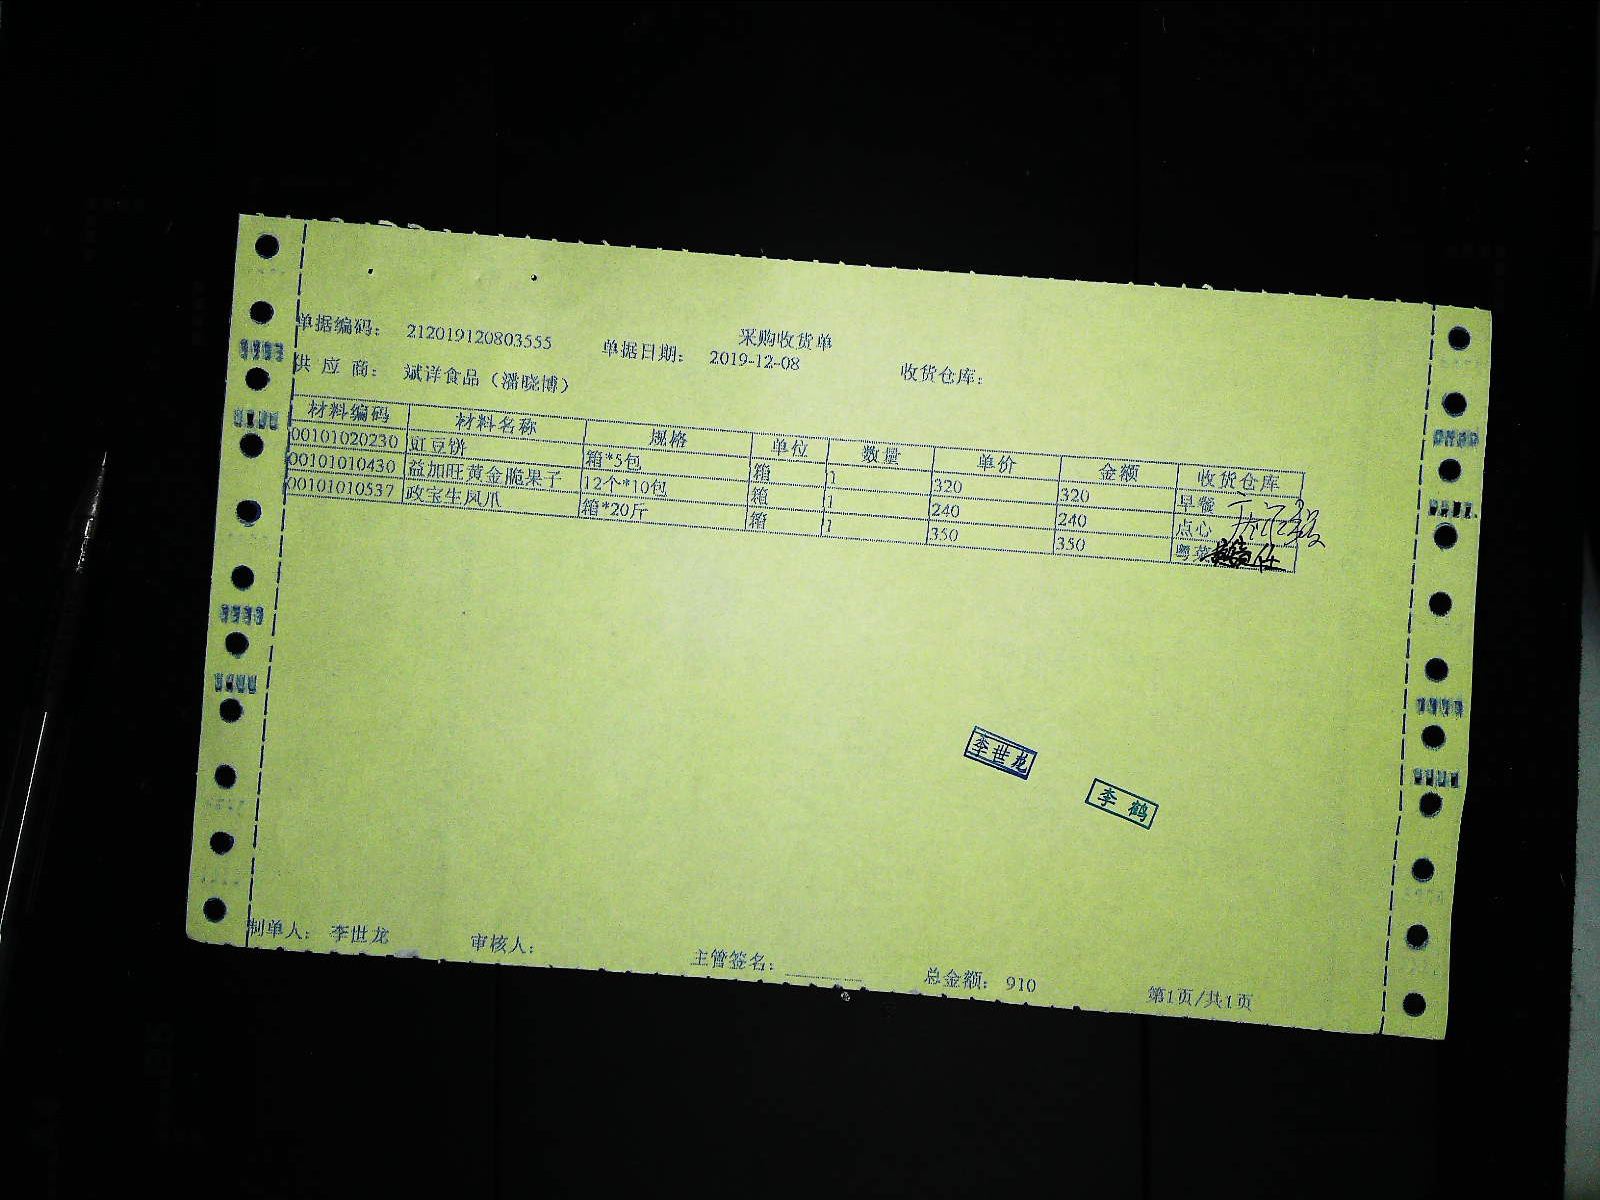 采购收货单
单据编码： 212019120803555 单据日期： 2019-12-08 收货仓库：
供 应 商： 斌洋食品（潘晓博）
材料编码 材料名称 规格 单位 数量 单价 金额 收货仓库
00101020230 豇豆饼 箱*5包 箱 1 320 320 早餐
00101010430 益加旺黄金脆果子 12个*10包 箱 1 240 240 点心
00101010537 政宝生凤爪 箱*20斤 箱 1 350 350 粤菜
李世龙
李 鹤
制单人： 李世龙 审核人： 主管签名： 总金额： 910 第1页/共1页